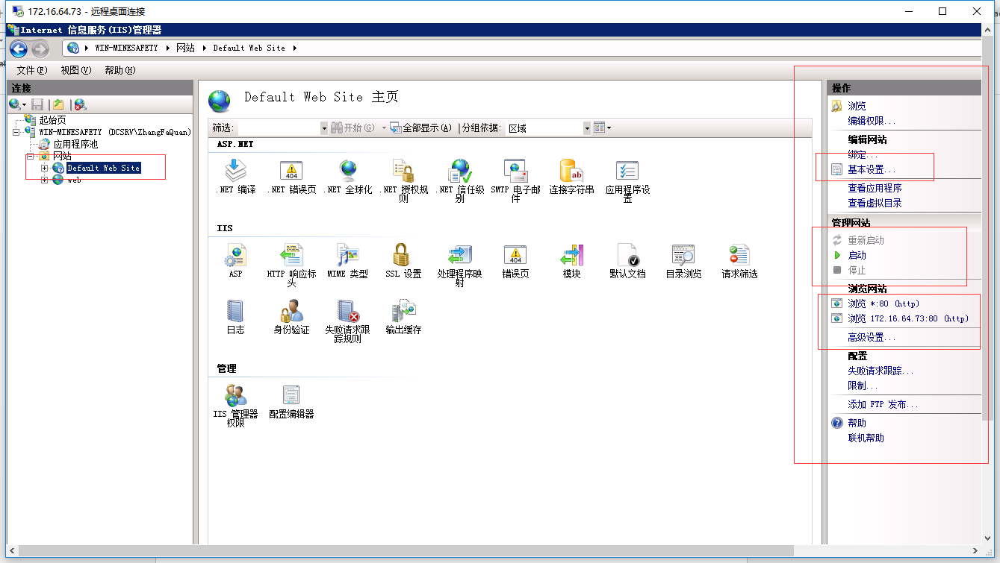 172.16.64.73 - 远程桌面连接
Internet 信息服务(IIS)管理器
WIN-MINESAFETY 网站 Default Web Site
文件(F) 视图(V) 帮助(H)
连接
起始页
WIN-MINESAFETY (DCSRV\ZhangFaQuan)
应用程序池
网站
Default Web Site
web
Default Web Site 主页
筛选: 开始(G) 全部显示(A) 分组依据: 区域
ASP.NET
.NET 编译
.NET 错误页
.NET 全球化
.NET 授权规
则
.NET 信任级
别
SMTP 电子邮
件
连接字符串
应用程序设
置
IIS
ASP
HTTP 响应标
头
MIME 类型
SSL 设置
处理程序映
射
404
错误页
模块
默认文档
目录浏览
请求筛选
日志
身份验证
失败请求跟
踪规则
输出缓存
管理
IIS 管理器
权限
配置编辑器
操作
浏览
编辑权限...
编辑网站
绑定...
基本设置...
查看应用程序
查看虚拟目录
管理网站
重新启动
启动
停止
浏览网站
浏览 *:80 (http)
浏览 172.16.64.73:80 (http)
高级设置...
配置
失败请求跟踪...
限制...
添加 FTP 发布...
帮助
联机帮助